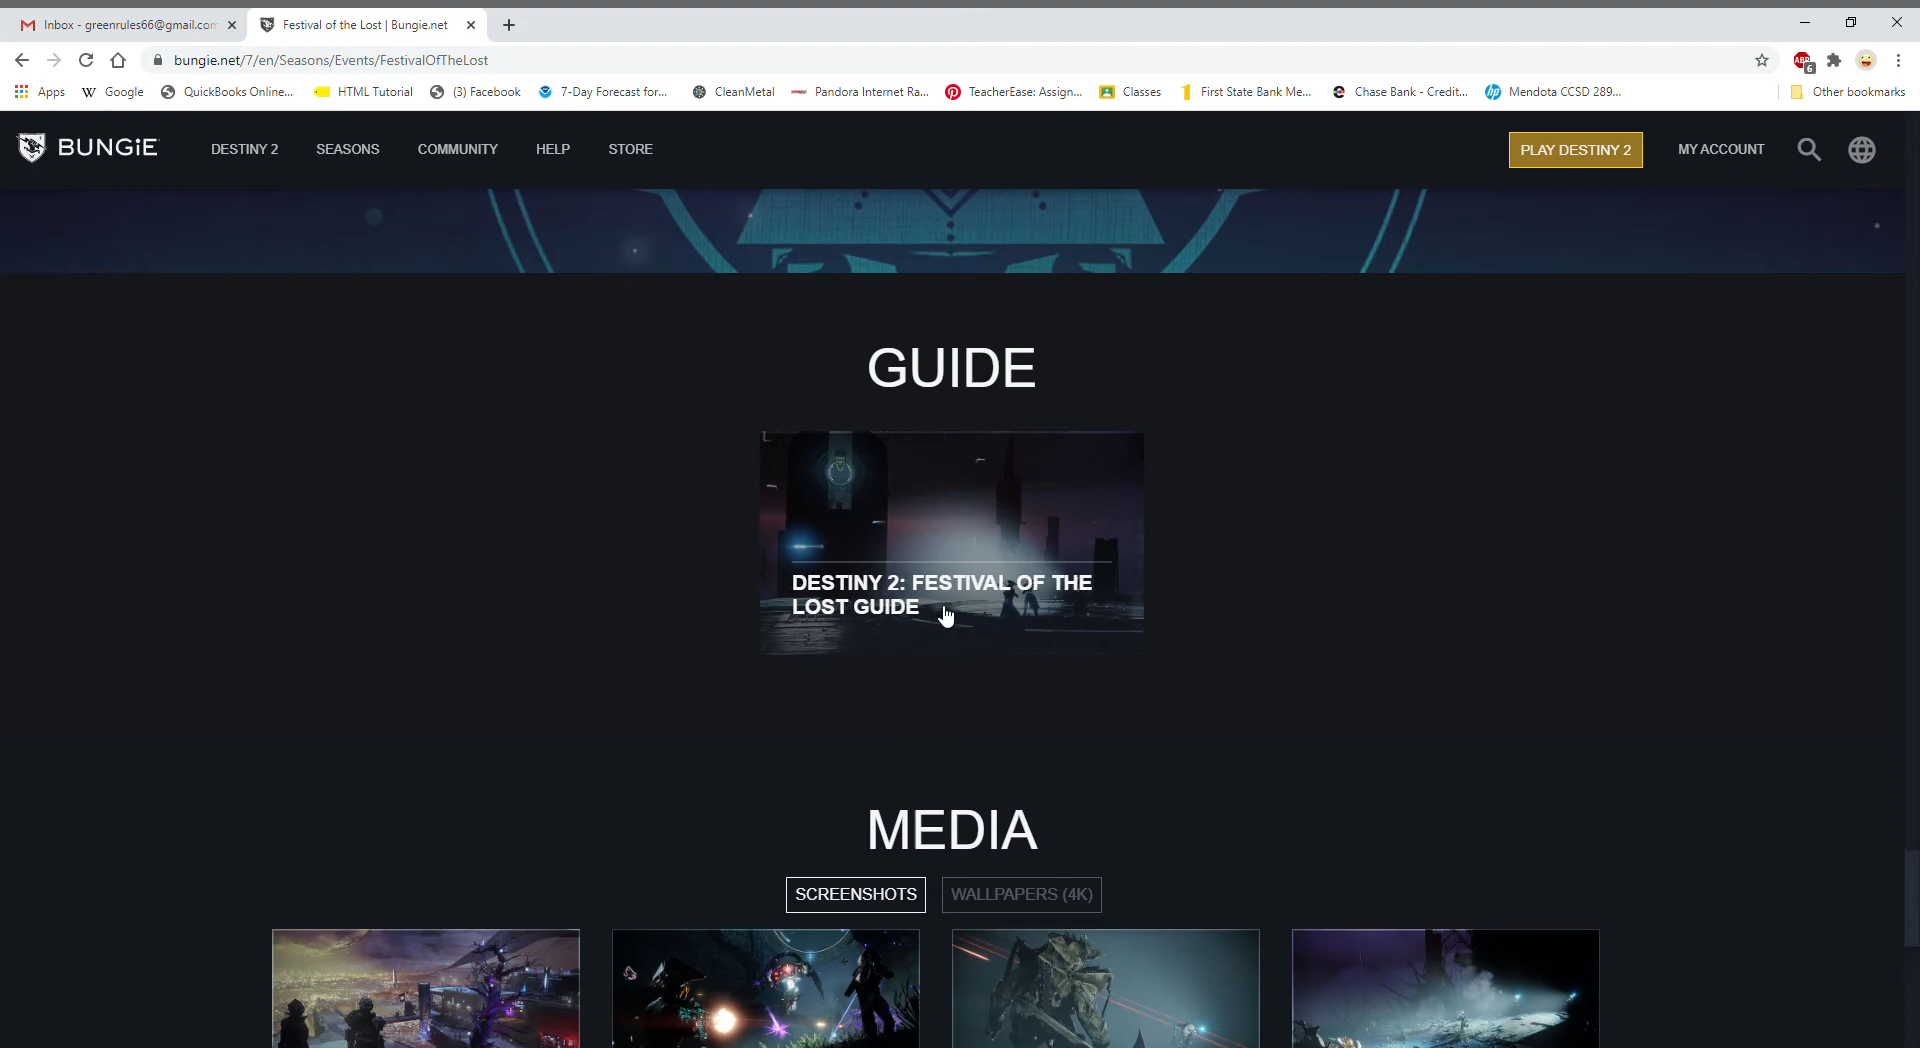 Inbox - greenrules66@gmail.com
Festival of the Lost | Bungie.net
bungie.net/7/en/Seasons/Events/FestivalOfTheLost
ABP
6
Apps
W Google
QuickBooks Online...
HTML Tutorial
(3) Facebook
7-Day Forecast for...
CleanMetal
Pandora Internet Ra...
TeacherEase: Assign...
Classes
First State Bank Me...
Chase Bank - Credit...
hp Mendota CCSD 289...
Other bookmarks
BUNGiE
DESTINY 2
SEASONS
COMMUNITY
HELP
STORE
PLAY DESTINY 2
MY ACCOUNT
GUIDE
DESTINY 2: FESTIVAL OF THE
LOST GUIDE
MEDIA
SCREENSHOTS
WALLPAPERS (4K)